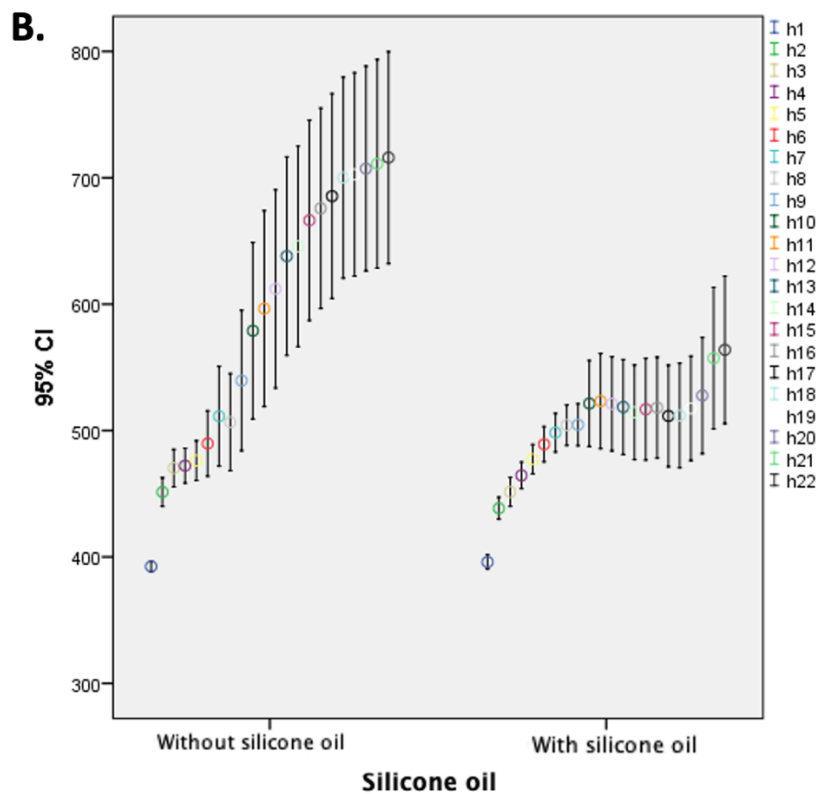 B.
800
700
600
500
400
300
95% CI
Without silicone oil
With silicone oil
Silicone oil
h1
h2
h3
h4
h5
h6
h7
h8
h9
h10
h11
h12
h13
h14
h15
h16
h17
h18
h19
h20
h21
h22